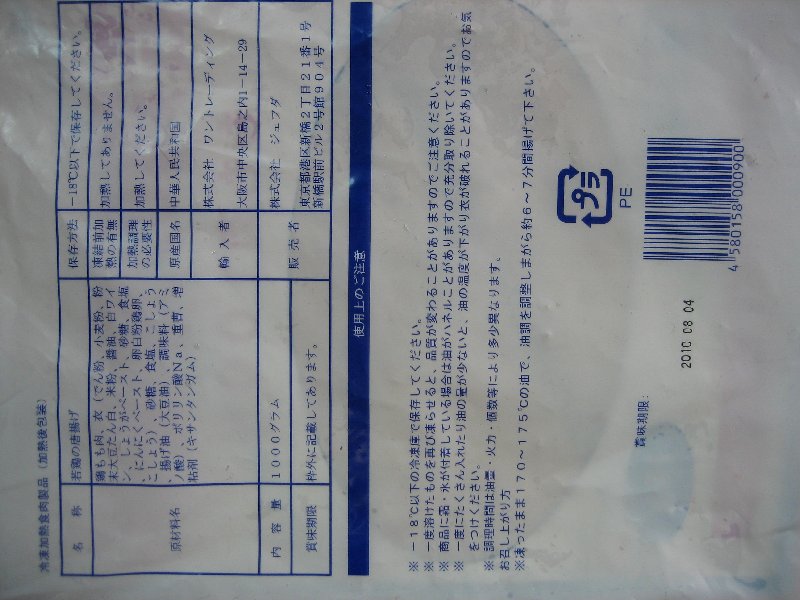 冷凍加熱食肉製品(加熱後包装)
名称 若鶏の唐揚げ
原材料名 鶏もも肉、衣(でん粉、小麦粉、粉
末大豆たん白、米粉、醤油、白ワイ
ン、しょうがペースト、砂糖、食塩
、にんにくペースト、卵白粉鶏卵、
こしょう)、砂糖、食塩、こしょう
、揚げ油(大豆油)、調味料(アミ
ノ酸)、ポリリン酸Na、重曹、増
粘剤(キサンタンガム)
内容量 1000グラム
賞味期限 枠外に記載してあります。
保存方法 -18℃以下で保存してください。
凍結前加
熱の有無 加熱してありません。
加熱調理
の必要性 加熱してください。
原産国名 中華人民共和国
輸入者 株式会社 ワントレーディング
大阪市中央区島之内1-14-29
販売者 株式会社 ジェフダ
東京都港区新橋2丁目21番1号
新橋駅前ビル2号館904号
使用上のご注意
※-18℃以下の冷凍庫で保存してください。
※一度溶けたものを再び凍らせると、品質が変わることがありますのでご注意ください。
※商品に霜・氷が付着している場合は油がハネルことがありますので充分取り除いてください。
※一度にたくさん入れたり油の量が少ないと、油の温度が下がり衣が破れることがありますのでお気
をつけください。
※調理時間は油量・火力・個数等により多少異なります。
お召し上がり方
※凍ったまま170～175℃の油で、油調を調整しまがら約6～7分間揚げて下さい。
プラ
PE
4 580158 000900
賞味期限:
2010 08 04